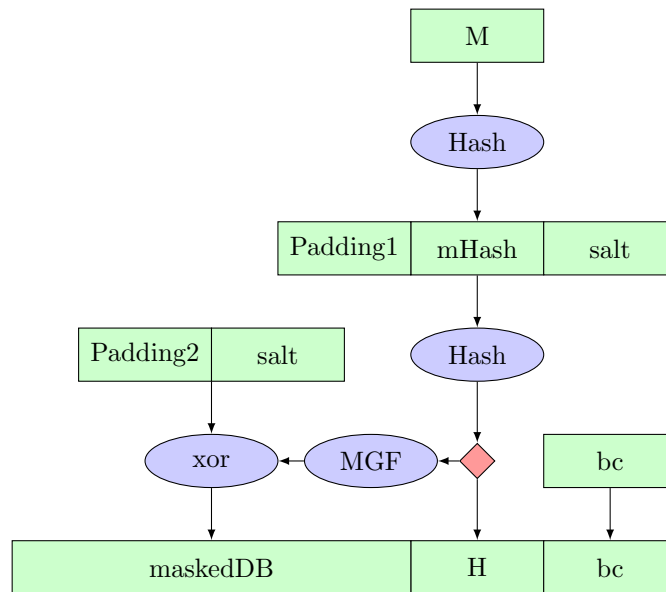 M
Hash
Padding1 mHash salt
Hash
Padding2 salt
xor MGF bc
maskedDB H bc